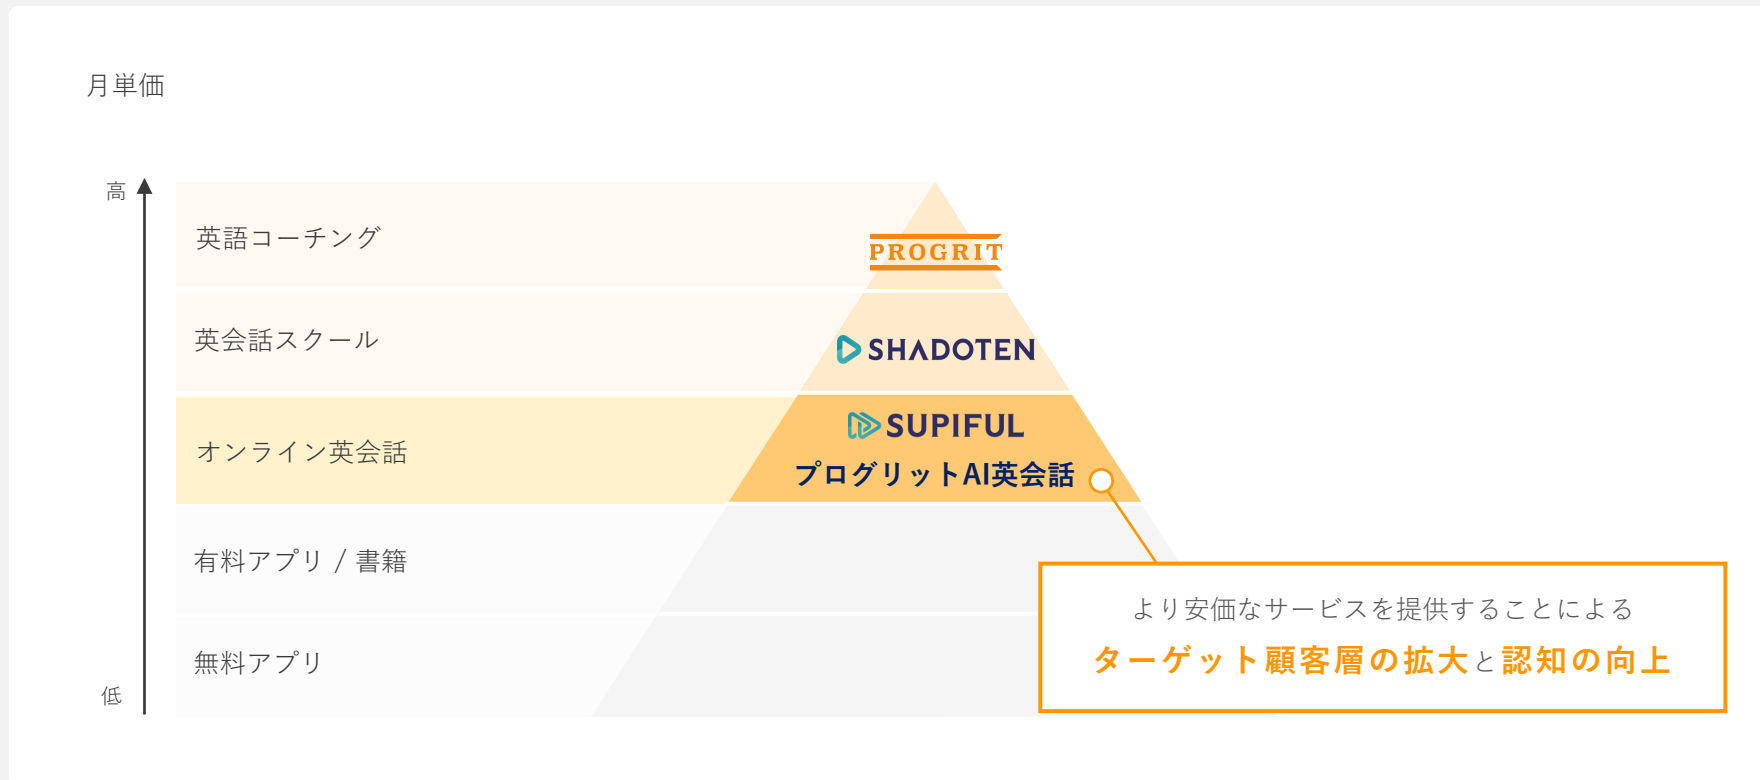 月単価
高
英語コーチング
PROGRIT
英会話スクール
SHADOTEN
オンライン英会話
SUPIFUL
プログリットAI英会話
有料アプリ / 書籍
無料アプリ
低
より安価なサービスを提供することによる
ターゲット顧客層の拡大と認知の向上